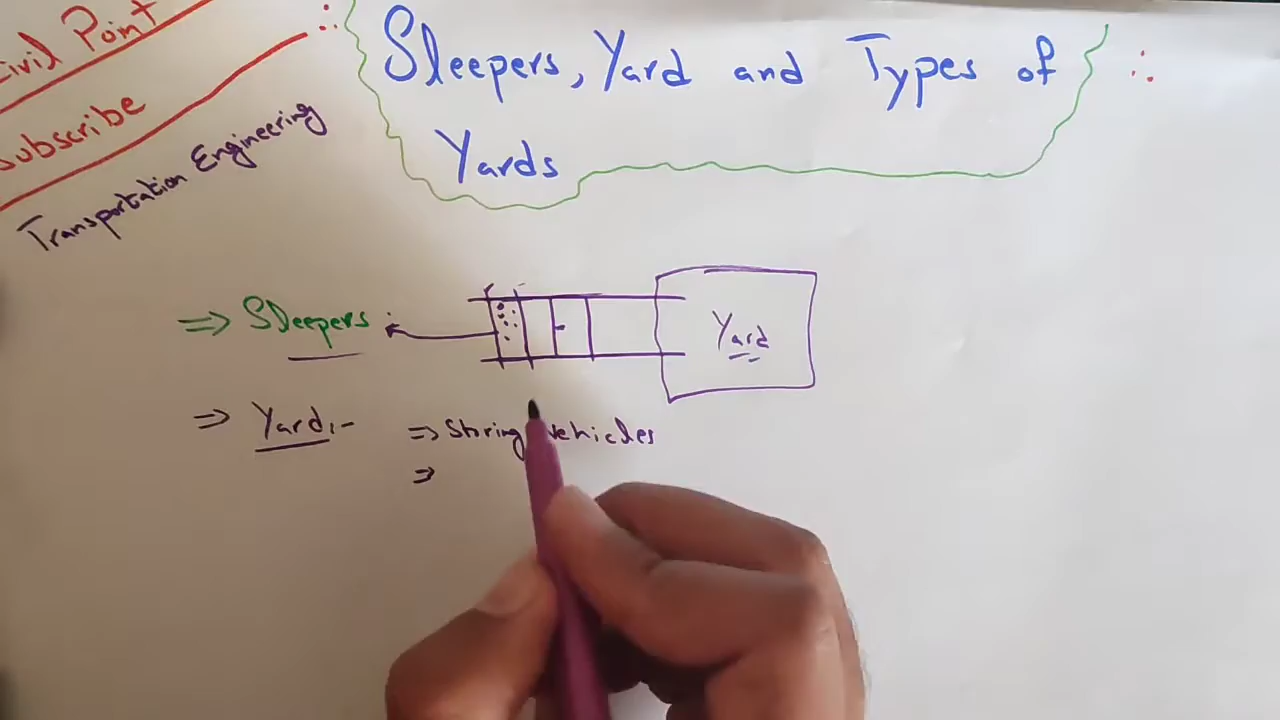 Civil Point
Subscribe
Transportation Engineering
Sleepers, Yard and Types of
Yards
⇒ Sleepers
Yard
⇒ Yard:-
⇒ Storing vehicles
⇒